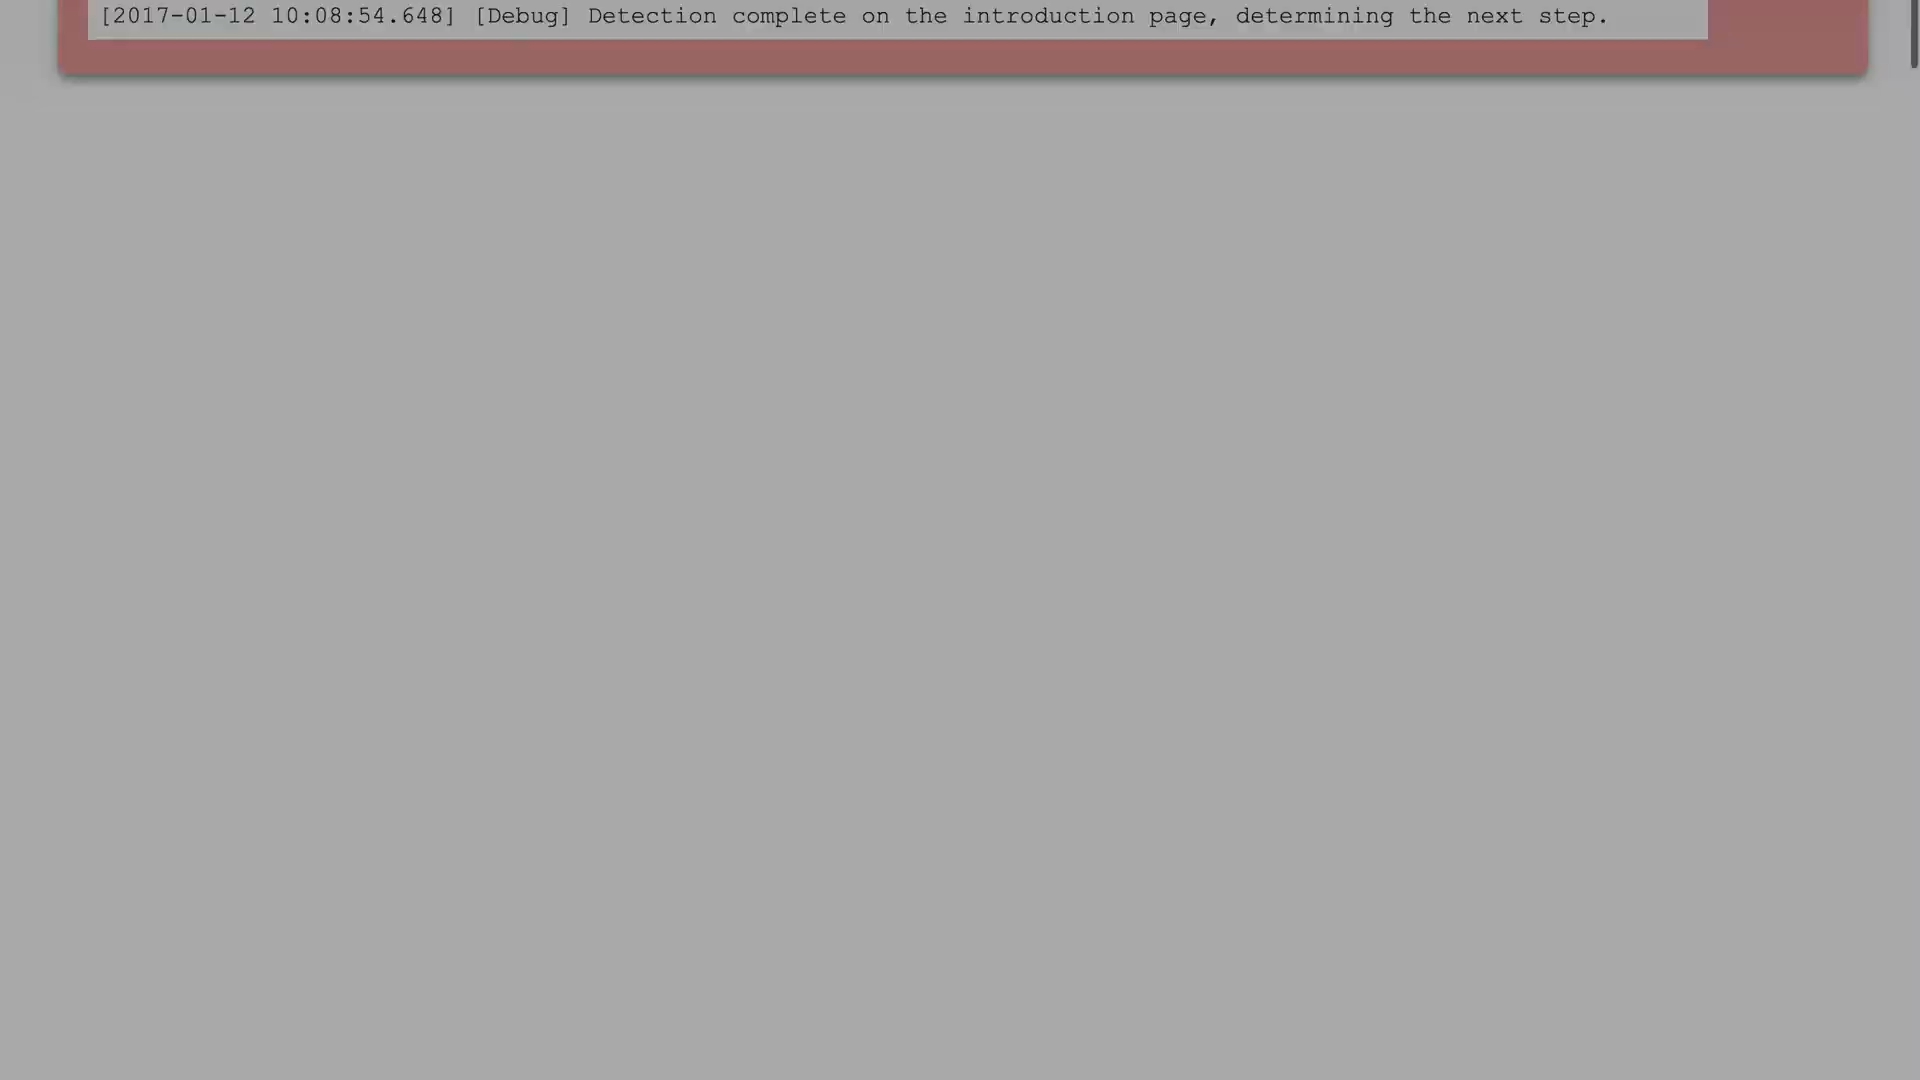 [2017-01-12 10:08:54.648] [Debug] Detection complete on the introduction page, determining the next step.